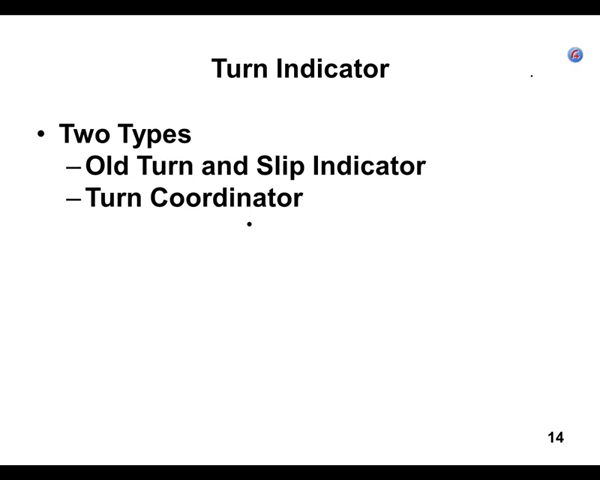 Turn Indicator
• Two Types
– Old Turn and Slip Indicator
– Turn Coordinator
14